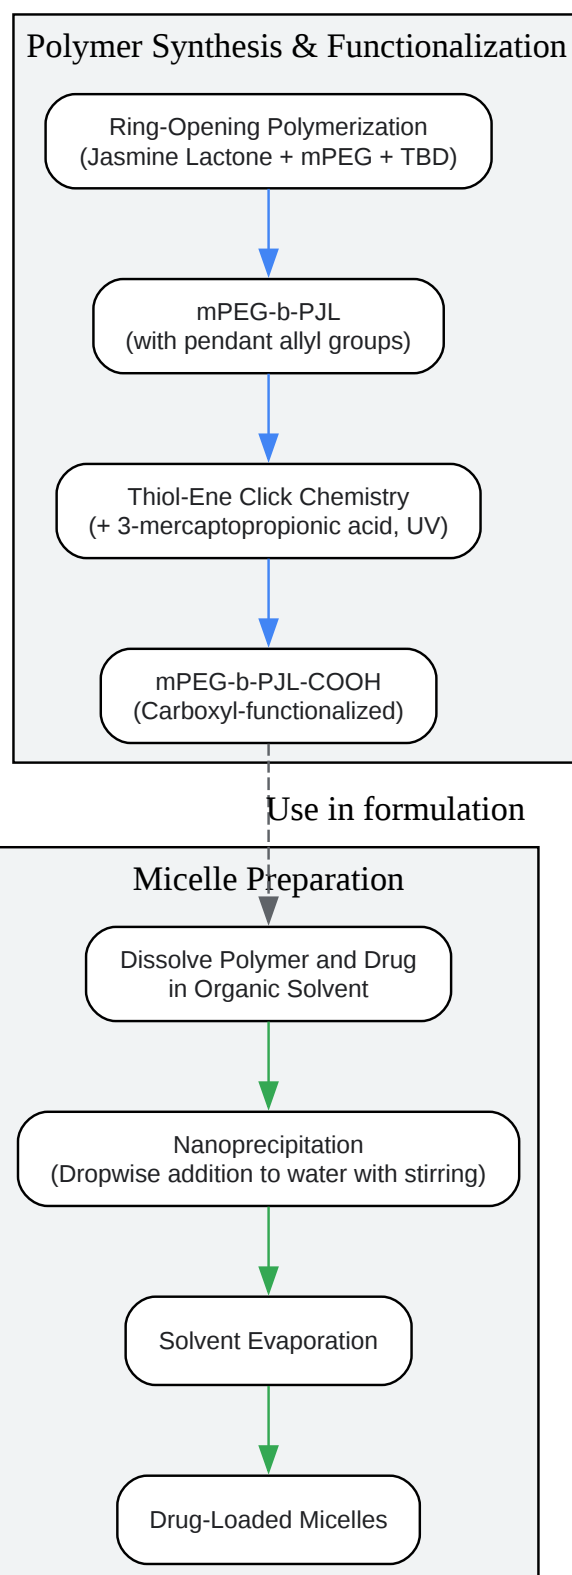 Polymer Synthesis & Functionalization
Ring-Opening Polymerization
(Jasmine Lactone + mPEG + TBD)
mPEG-b-PJL
(with pendant allyl groups)
Thiol-Ene Click Chemistry
(+ 3-mercaptopropionic acid, UV)
mPEG-b-PJL-COOH
(Carboxyl-functionalized)
Use in formulation
Micelle Preparation
Dissolve Polymer and Drug
in Organic Solvent
Nanoprecipitation
(Dropwise addition to water with stirring)
Solvent Evaporation
Drug-Loaded Micelles